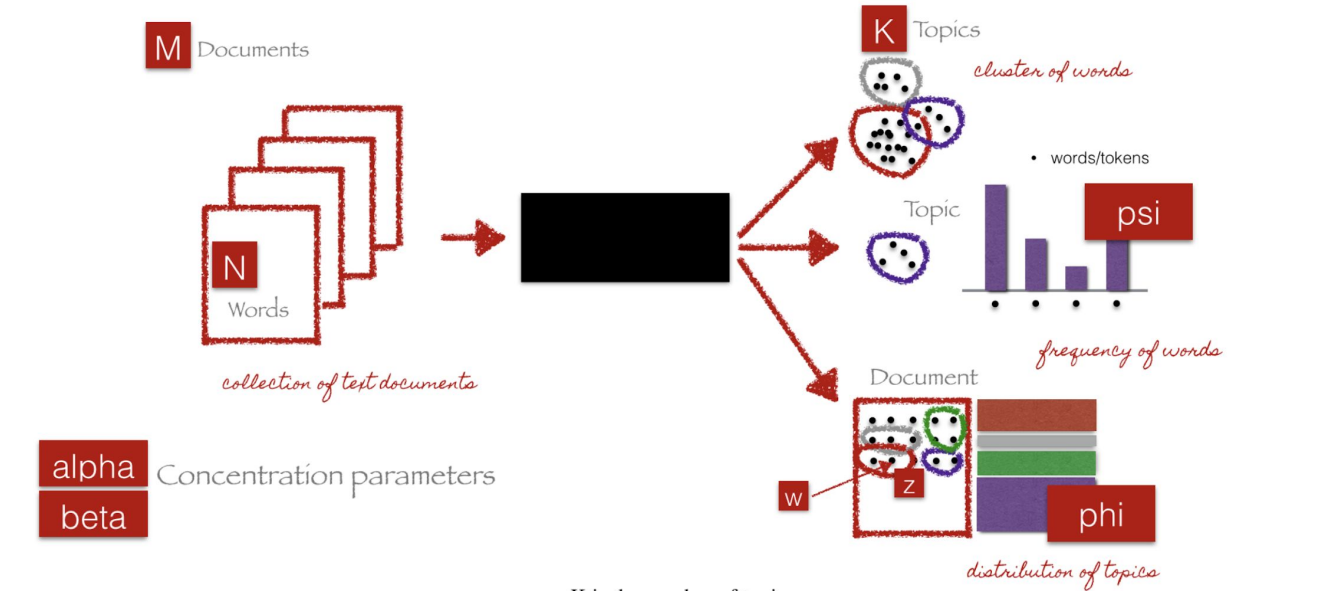 M Documents
N
Words
collection of text documents
alpha
beta
Concentration parameters
K Topics
cluster of words
• words/tokens
Topic
psi
frequency of words
Document
w
z
phi
distribution of topics